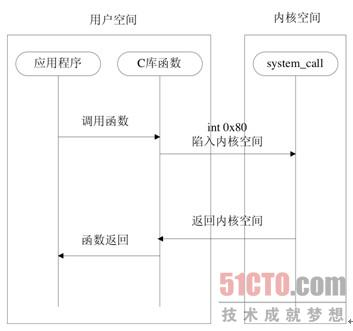 用户空间
内核空间
应用程序
C库函数
system_call
调用函数
int 0x80
陷入内核空间
返回内核空间
函数返回
51CTO.com
技术成就梦想